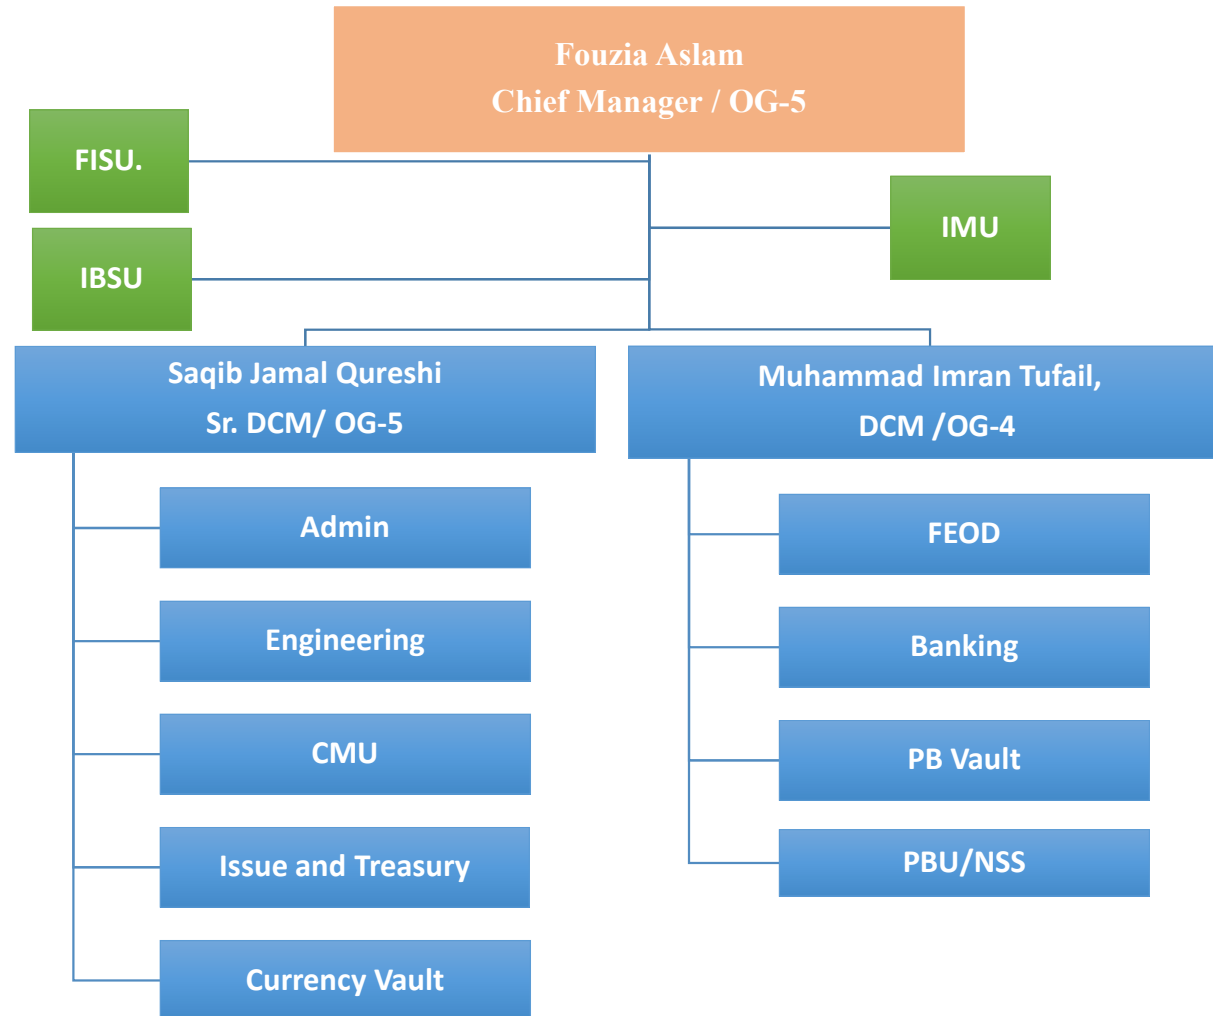 Fouzia Aslam
Chief Manager / OG-5
FISU.
IMU
IBSU
Saqib Jamal Qureshi
Sr. DCM/ OG-5
Muhammad Imran Tufail,
DCM /OG-4
Admin
Engineering
CMU
Issue and Treasury
Currency Vault
FEOD
Banking
PB Vault
PBU/NSS